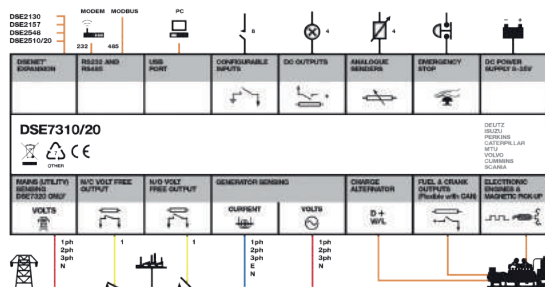 DSE2130
DSE2157
DSE2548
DSE2510/20
MODEM
MODBUS
PC
232
485
8
4
4
DSENET®
EXPANSION
RS232 AND
RS485
USB
PORT
CONFIGURABLE
INPUTS
DC OUTPUTS
ANALOGUE
SENDERS
EMERGENCY
STOP
DC POWER
SUPPLY 8-35V
DSE7310/20
OTHER
DEUTZ
ISUZU
PERKINS
CATERPILLAR
MTU
VOLVO
CUMMINS
SCANIA
MAINS (UTILITY)
SENSING
DSE7320 ONLY
N/C VOLT FREE
OUTPUT
N/O VOLT
FREE OUTPUT
GENERATOR SENSING
CHARGE
ALTERNATOR
FUEL & CRANK
OUTPUTS
(Flexible with CAN)
ELECTRONIC
ENGINES &
MAGNETIC PICK-UP
VOLTS
CURRENT
VOLTS
D+
W/L
1ph
2ph
3ph
N
1
1
1ph
2ph
3ph
E
N
1ph
2ph
3ph
N